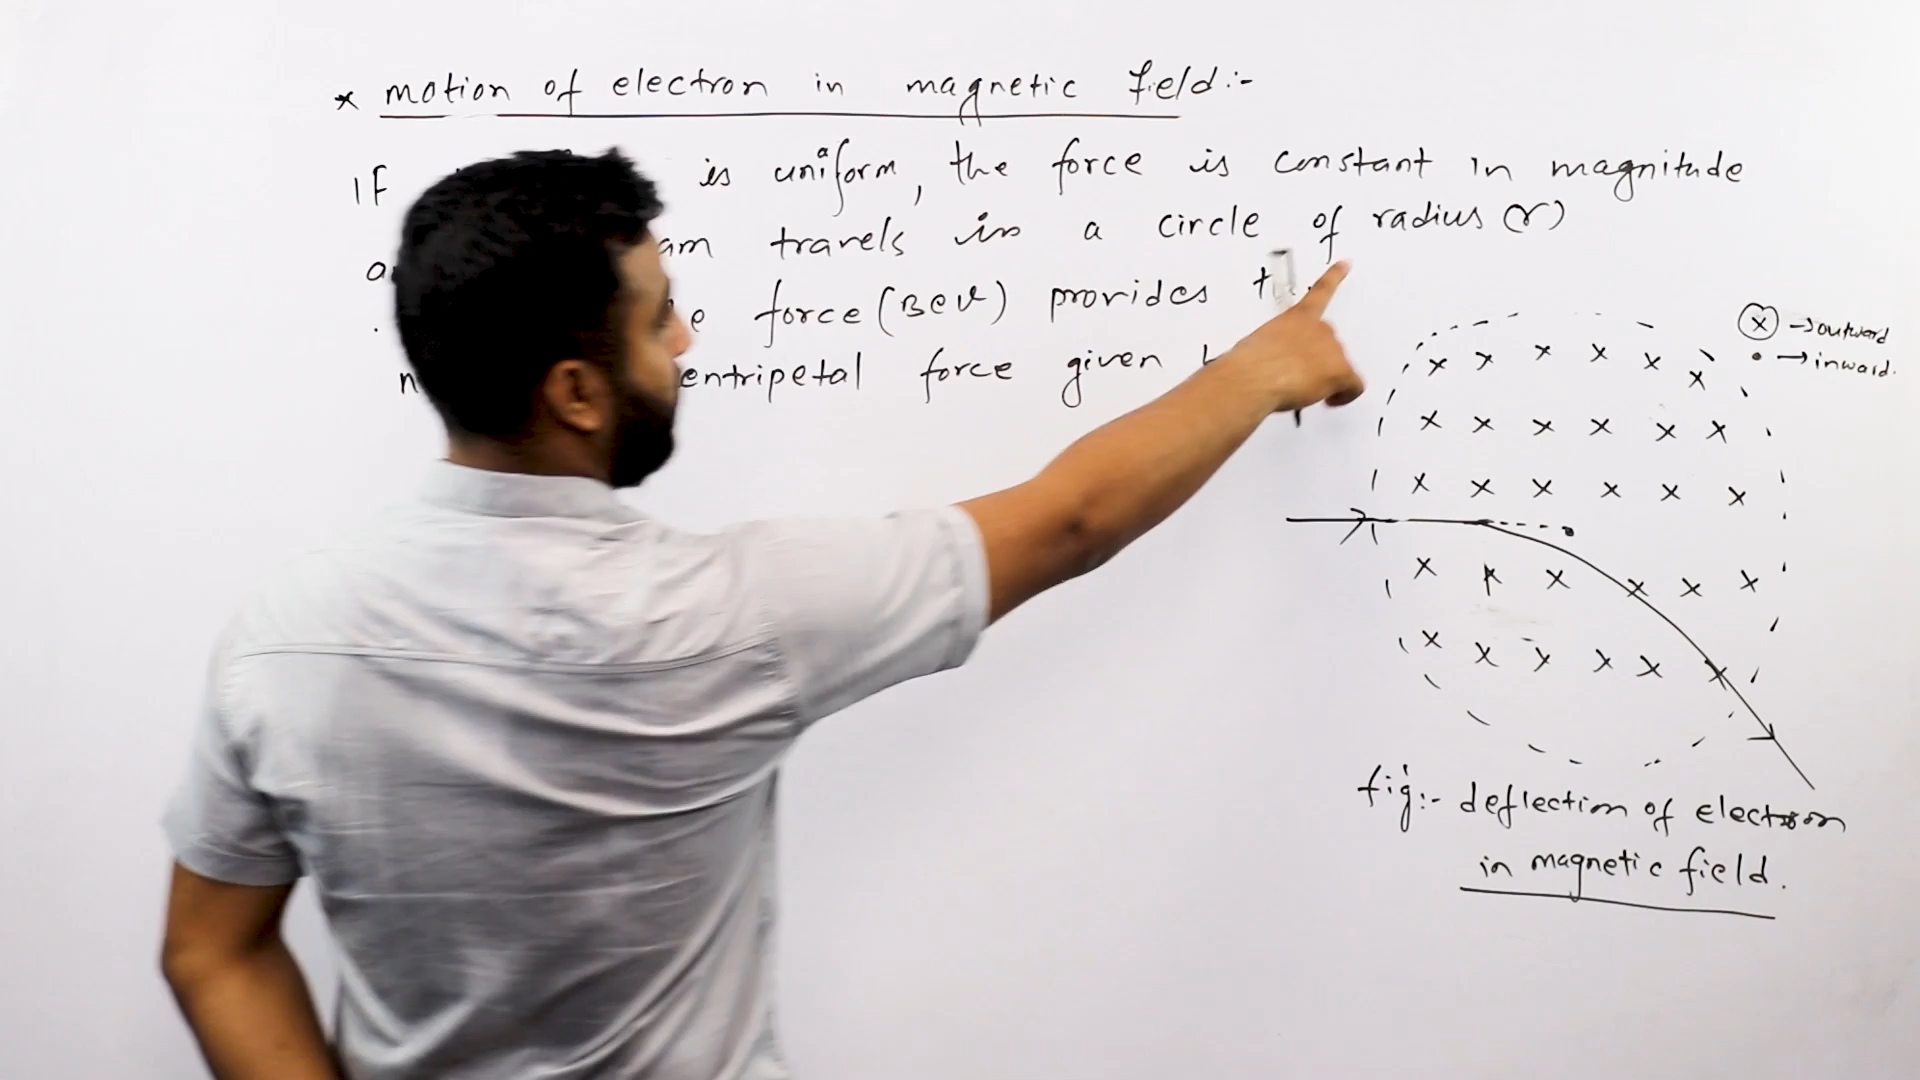 * motion of electron in magnetic field:-
If is uniform, the force is constant in magnitude
travels in a circle of radius (r)
force (Bev) provides
entripetal force given
⊗ → outward
• → inward.
x x x x x x
x x x x x x
x x x x x x
x x x x x x
x x x x x x
fig:- deflection of electron
in magnetic field.